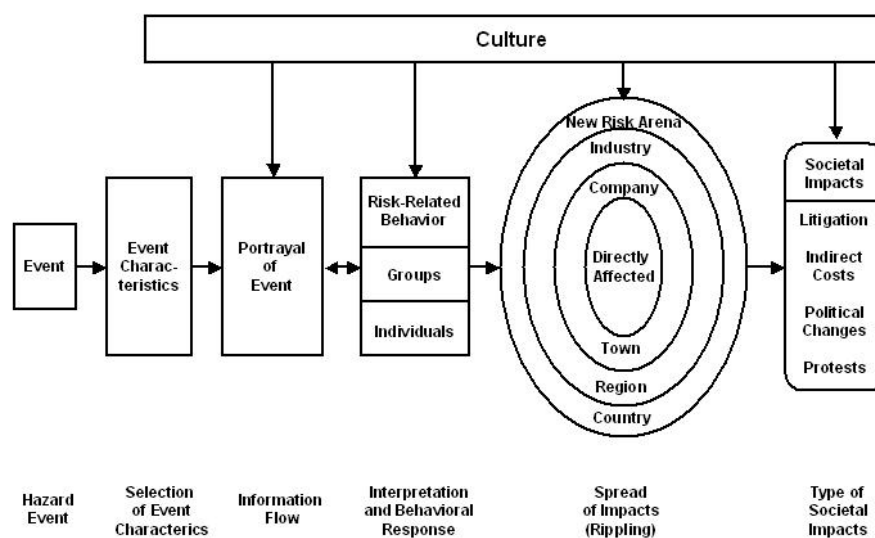 Culture
Event
Event
Charac-
teristics
Portrayal
of
Event
Risk-Related
Behavior
Groups
Individuals
New Risk Arena
Industry
Company
Directly
Affected
Town
Region
Country
Societal
Impacts
Litigation
Indirect
Costs
Political
Changes
Protests
Hazard
Event
Selection
of Event
Characterics
Information
Flow
Interpretation
and Behavioral
Response
Spread
of Impacts
(Rippling)
Type of
Societal
Impacts